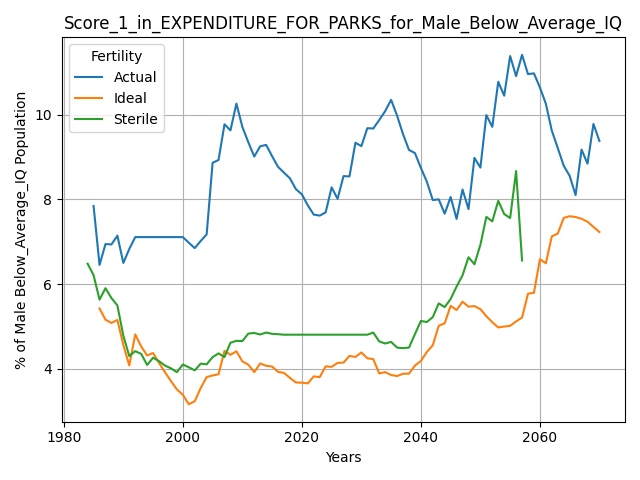 Score_1_in_EXPENDITURE_FOR_PARKS_for_Male_Below_Average_IQ
Fertility
Actual
Ideal
Sterile
% of Male Below_Average_IQ Population
10
8
6
4
1980
2000
2020
2040
2060
Years